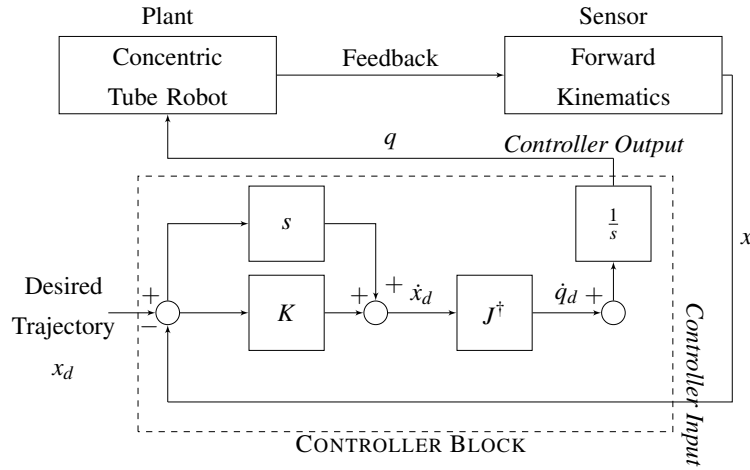 Plant
Sensor
Concentric
Tube Robot
Feedback
Forward
Kinematics
q
Controller Output
s
1/s
x
Desired
Trajectory
x_d
+
−
K
+
+
ẋ_d
J†
q̇_d
+
Controller Input
CONTROLLER BLOCK